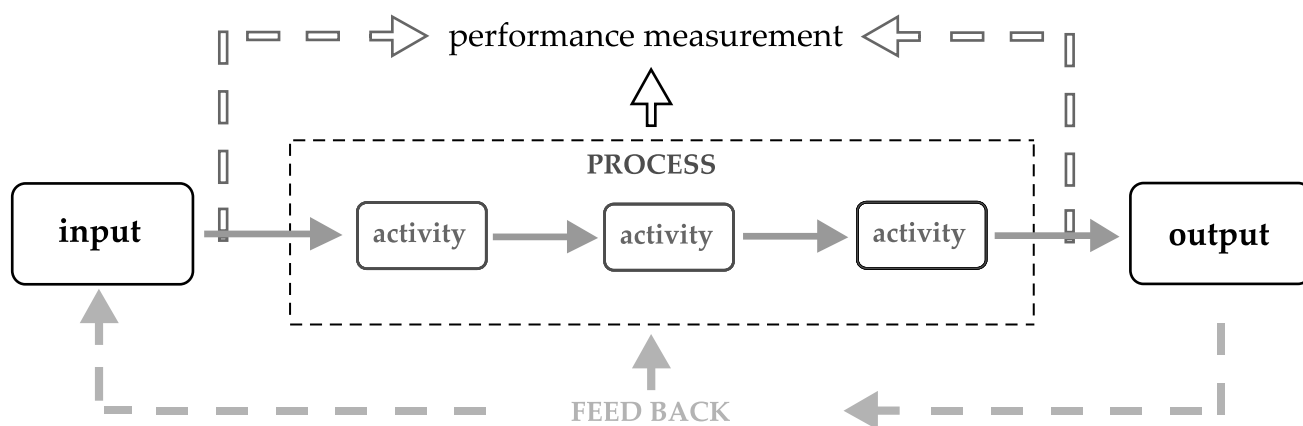 performance measurement
PROCESS
input
activity
activity
activity
output
FEED BACK